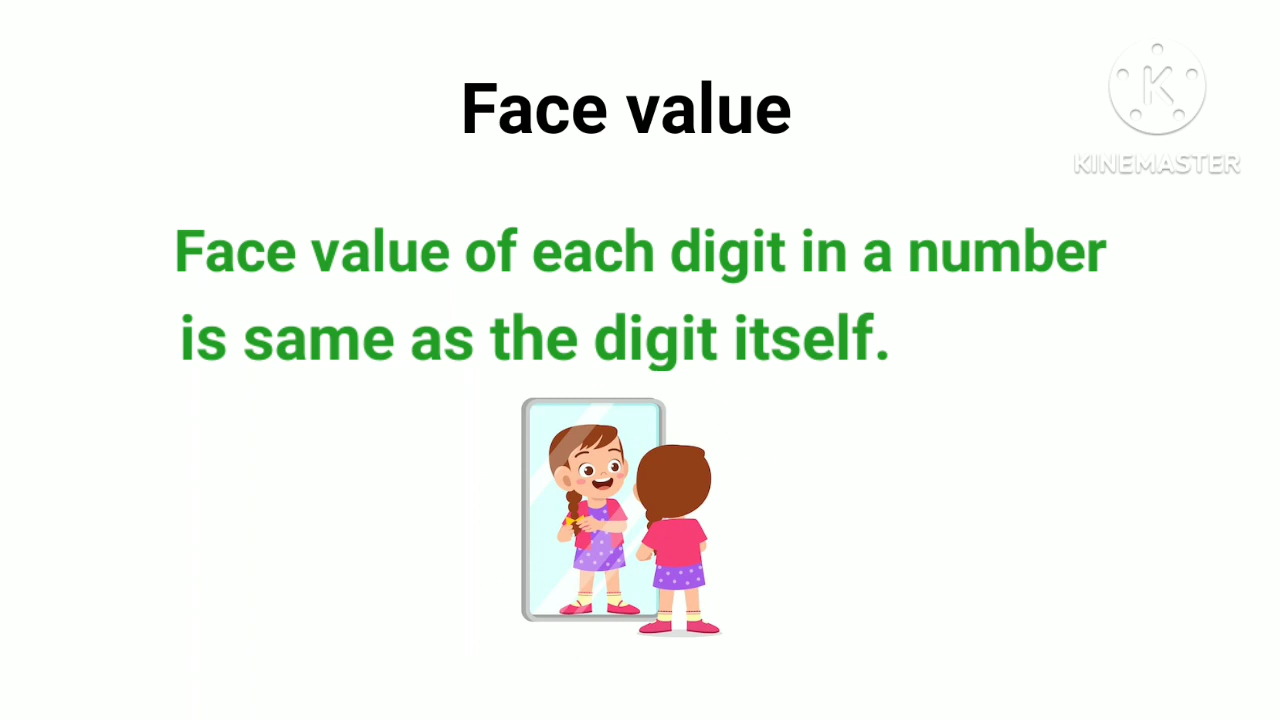 Face value
K
KINEMASTER
Face value of each digit in a number
is same as the digit itself.